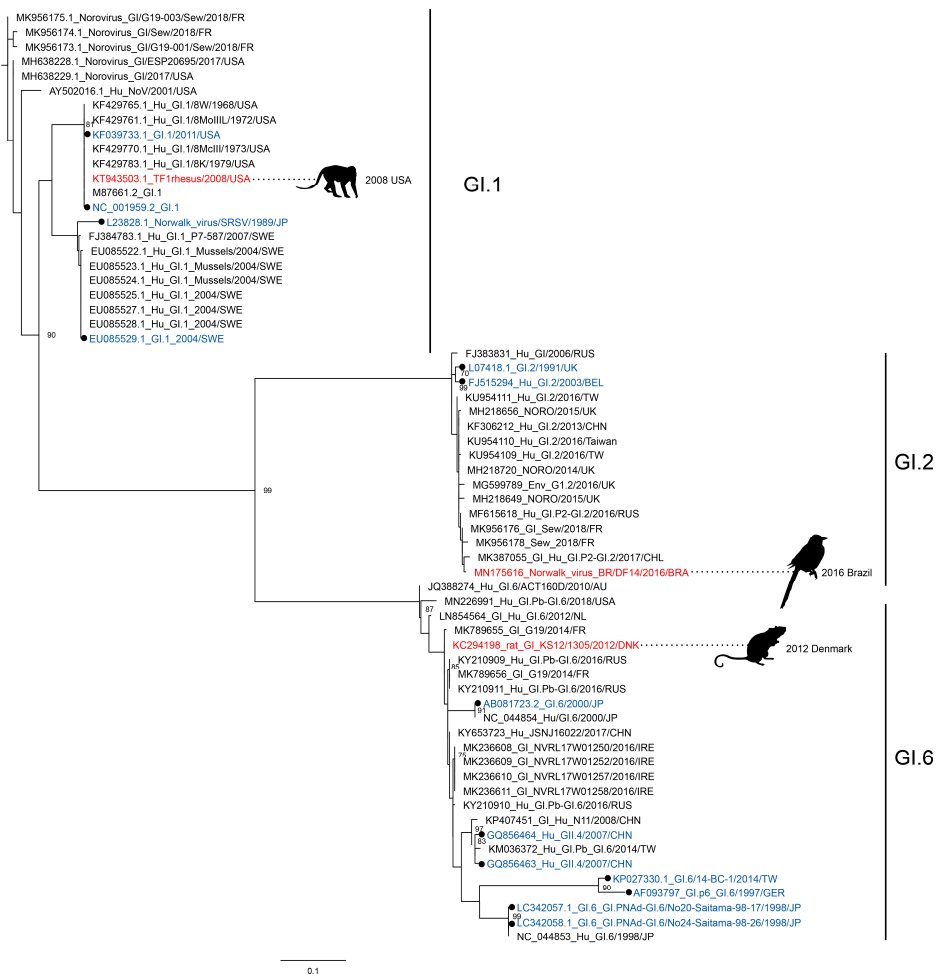 MK956175.1_Norovirus_GI/G19-003/Sew/2018/FR
MK956174.1_Norovirus_GI/Sew/2018/FR
MK956173.1_Norovirus_GI/G19-001/Sew/2018/FR
MH638228.1_Norovirus_GI/ESP20695/2017/USA
MH638229.1_Norovirus_GI/2017/USA
AY502016.1_Hu_NoV/2001/USA
KF429765.1_Hu_GI.1/8W/1968/USA
KF429761.1_Hu_GI.1/8MoIIIL/1972/USA
81
KF039733.1_GI.1/2011/USA
KF429770.1_Hu_GI.1/8McIII/1973/USA
KF429783.1_Hu_GI.1/8K/1979/USA
KT943503.1_TF1rhesus/2008/USA
2008 USA
GI.1
M87661.2_GI.1
NC_001959.2_GI.1
L23828.1_Norwalk_virus/SRSV/1989/JP
FJ384783.1_Hu_GI.1_P7-587/2007/SWE
EU085522.1_Hu_GI.1_Mussels/2004/SWE
EU085523.1_Hu_GI.1_Mussels/2004/SWE
EU085524.1_Hu_GI.1_Mussels/2004/SWE
EU085525.1_Hu_GI.1_2004/SWE
EU085527.1_Hu_GI.1_2004/SWE
EU085528.1_Hu_GI.1_2004/SWE
90
EU085529.1_GI.1_2004/SWE
FJ383831_Hu_GI/2006/RUS
L07418.1_GI.2/1991/UK
70
FJ515294_Hu_GI.2/2003/BEL
99
KU954111_Hu_GI.2/2016/TW
MH218656_NORO/2015/UK
KF306212_Hu_GI.2/2013/CHN
KU954110_Hu_GI.2/2016/Taiwan
KU954109_Hu_GI.2/2016/TW
GI.2
MH218720_NORO/2014/UK
MG599789_Env_G1.2/2016/UK
99
MH218649_NORO/2015/UK
MF615618_Hu_GI.P2-GI.2/2016/RUS
MK956176_GI_Sew/2018/FR
MK956178_Sew_2018/FR
MK387055_GI_Hu_GI.P2-GI.2/2017/CHL
MN175616_Norwalk_virus_BR/DF14/2016/BRA
2016 Brazil
JQ388274_Hu_GI.6/ACT160D/2010/AU
MN226991_Hu_GI.Pb-GI.6/2018/USA
87
LN854564_GI_Hu_GI.6/2012/NL
MK789655_GI_G19/2014/FR
KC294198_rat_GI_KS12/1305/2012/DNK
2012 Denmark
KY210909_Hu_GI.Pb-GI.6/2016/RUS
85
MK789656_GI_G19/2014/FR
KY210911_Hu_GI.Pb-GI.6/2016/RUS
AB081723.2_GI.6/2000/JP
91
NC_044854_Hu/GI.6/2000/JP
KY653723_Hu_JSNJ16022/2017/CHN
MK236608_GI_NVRL17W01250/2016/IRE
75
MK236609_GI_NVRL17W01252/2016/IRE
GI.6
MK236610_GI_NVRL17W01257/2016/IRE
MK236611_GI_NVRL17W01258/2016/IRE
KY210910_Hu_GI.Pb-GI.6/2016/RUS
KP407451_GI_Hu_N11/2008/CHN
97
GQ856464_Hu_GII.4/2007/CHN
83
KM036372_Hu_GI.Pb_GI.6/2014/TW
GQ856463_Hu_GII.4/2007/CHN
KP027330.1_GI.6/14-BC-1/2014/TW
90
AF093797_GI.p6_GI.6/1997/GER
LC342057.1_GI.6_GI.PNAd-GI.6/No20-Saitama-98-17/1998/JP
99
LC342058.1_GI.6_GI.PNAd-GI.6/No24-Saitama-98-26/1998/JP
NC_044853_Hu_GI.6/1998/JP
0.1